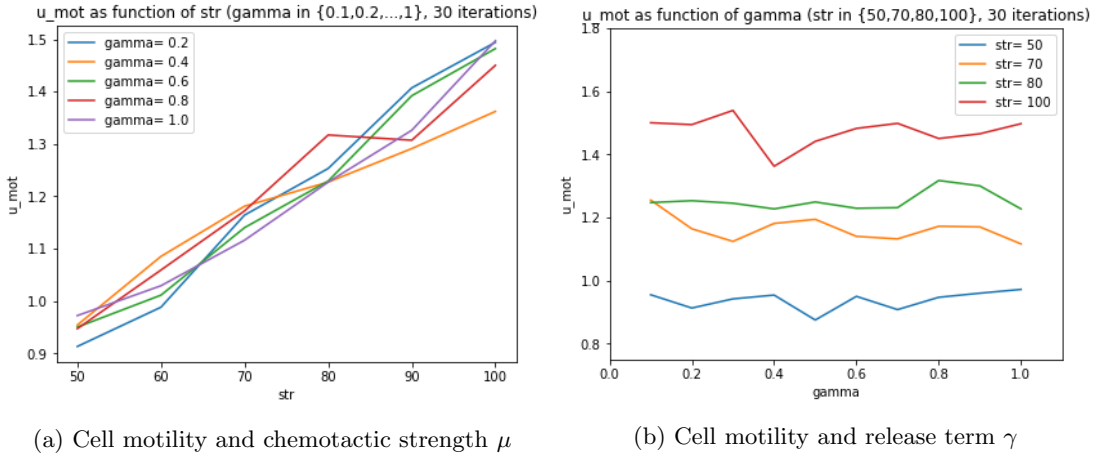 u_mot as function of str (gamma in {0.1,0.2,...,1}, 30 iterations)
1.5
1.4
1.3
1.2
1.1
1.0
0.9
u_mot
gamma= 0.2
gamma= 0.4
gamma= 0.6
gamma= 0.8
gamma= 1.0
50 60 70 80 90 100
str
(a) Cell motility and chemotactic strength μ
u_mot as function of gamma (str in {50,70,80,100}, 30 iterations)
1.8
1.6
1.4
1.2
1.0
0.8
u_mot
str= 50
str= 70
str= 80
str= 100
0.0 0.2 0.4 0.6 0.8 1.0
gamma
(b) Cell motility and release term γ